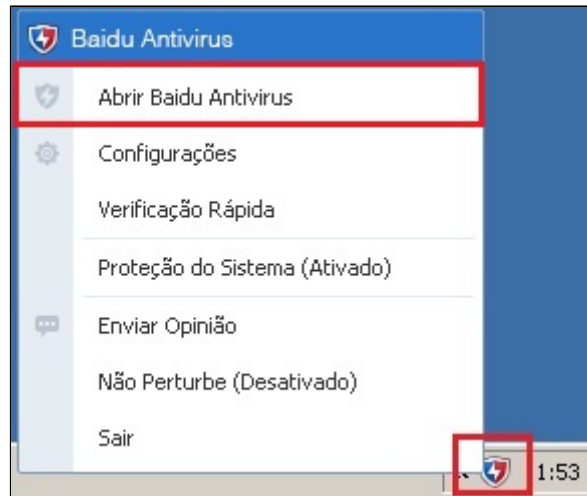 Baidu Antivirus
Abrir Baidu Antivirus
Configurações
Verificação Rápida
Proteção do Sistema (Ativado)
Enviar Opinião
Não Perturbe (Desativado)
Sair
1:53